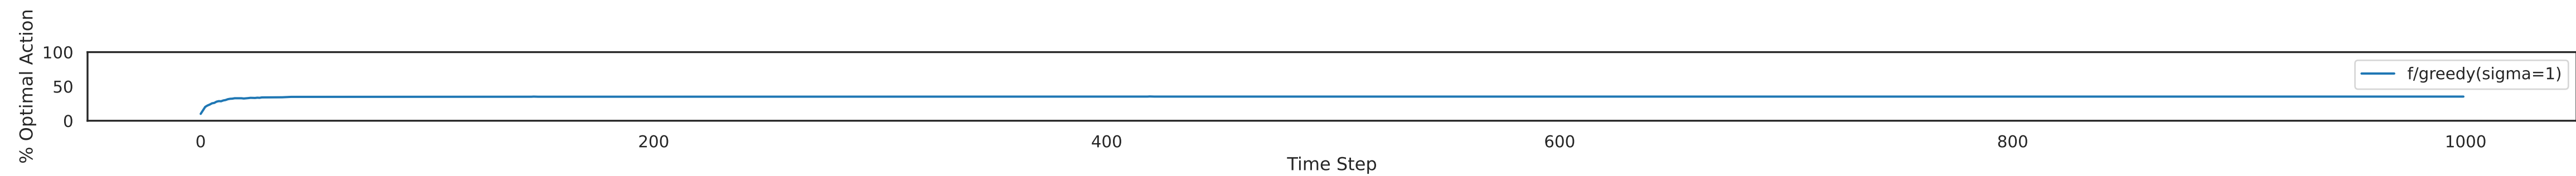 % Optimal Action
100
50
0
f/greedy(sigma=1)
0 200 400 600 800 1000
Time Step